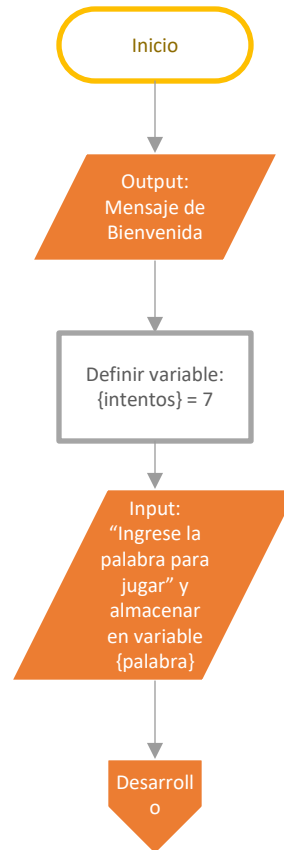 Inicio
Output:
Mensaje de
Bienvenida
Definir variable:
{intentos} = 7
Input:
“Ingrese la
palabra para
jugar” y
almacenar
en variable
{palabra}
Desarroll
o